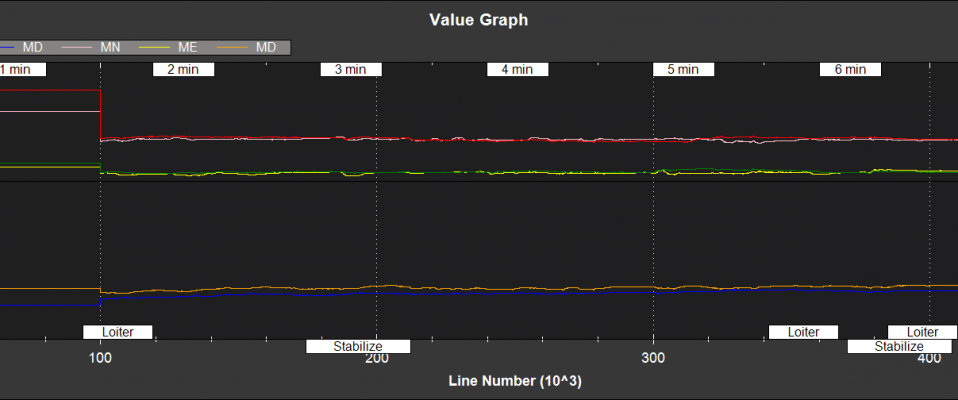 Value Graph
MD MN ME MD
1 min 2 min 3 min 4 min 5 min 6 min
Loiter Loiter Loiter
Stabilize Stabilize
100 200 300 400
Line Number (10^3)